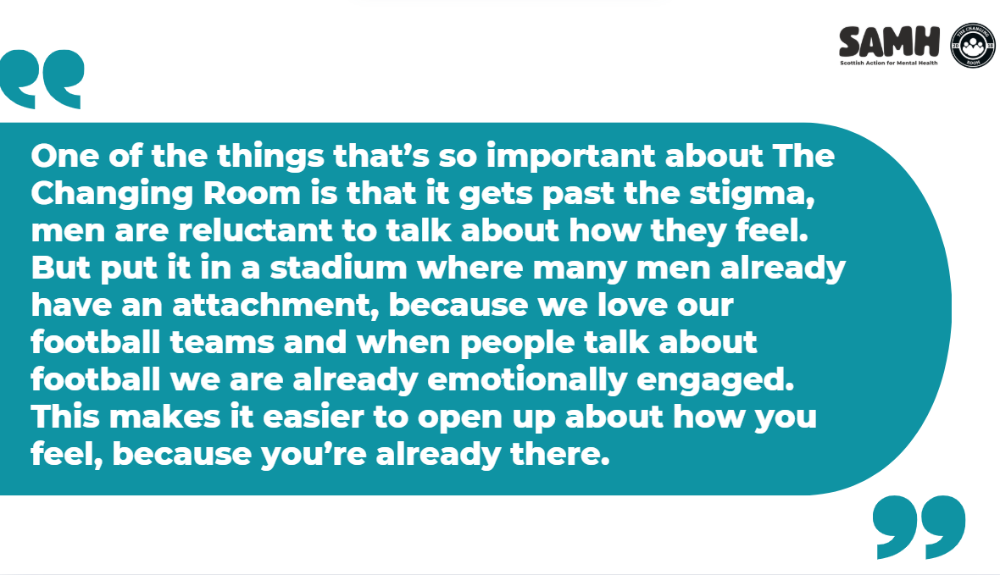 SAMH
Scottish Action for Mental Health
THE CHANGING
20 18
ROOM
One of the things that’s so important about The
Changing Room is that it gets past the stigma,
men are reluctant to talk about how they feel.
But put it in a stadium where many men already
have an attachment, because we love our
football teams and when people talk about
football we are already emotionally engaged.
This makes it easier to open up about how you
feel, because you’re already there.